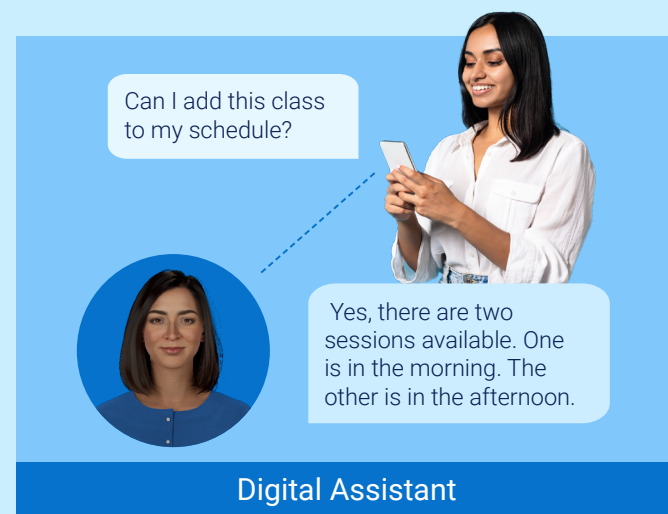 Can I add this class
to my schedule?
Yes, there are two
sessions available. One
is in the morning. The
other is in the afternoon.
Digital Assistant